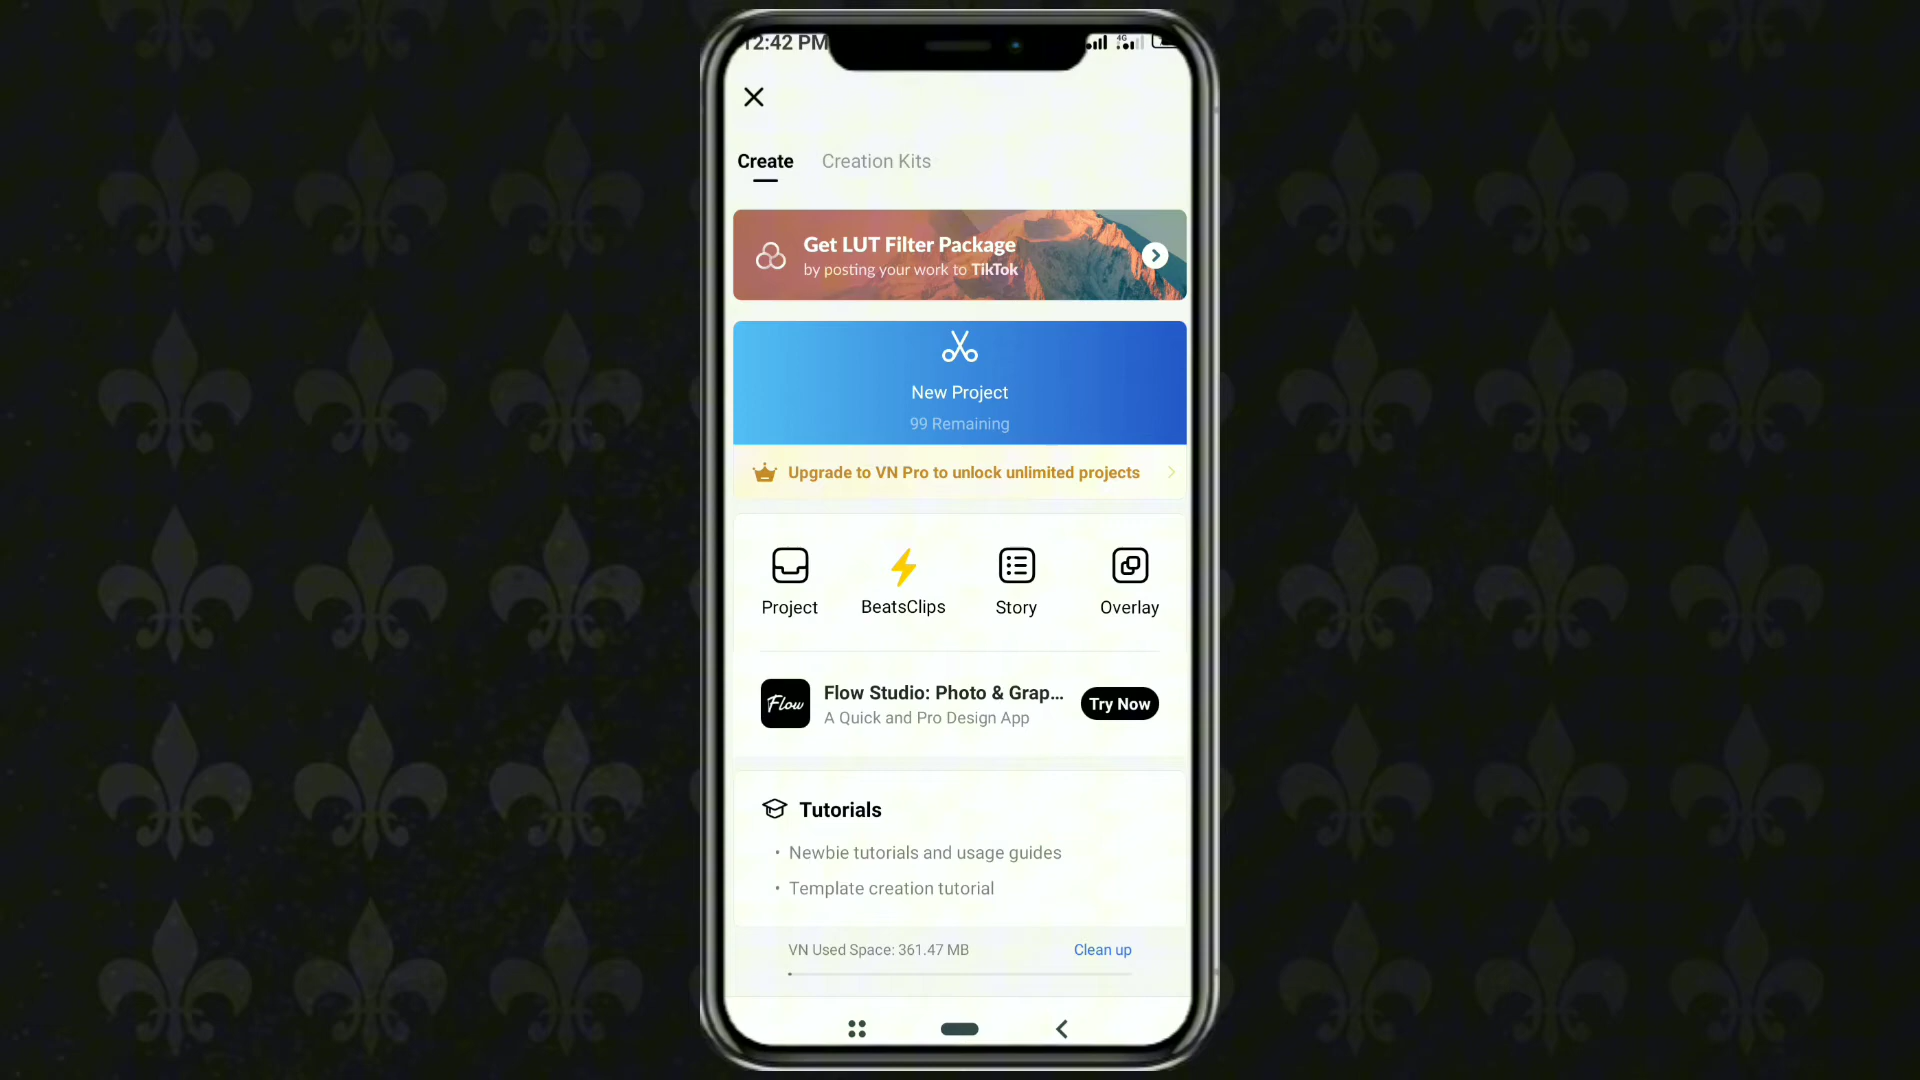 12:42 PM
4G
Create
Creation Kits
Get LUT Filter Package
by posting your work to TikTok
New Project
99 Remaining
Upgrade to VN Pro to unlock unlimited projects
Project
BeatsClips
Story
Overlay
Flow
Flow Studio: Photo & Grap...
A Quick and Pro Design App
Try Now
Tutorials
• Newbie tutorials and usage guides
• Template creation tutorial
VN Used Space: 361.47 MB
Clean up